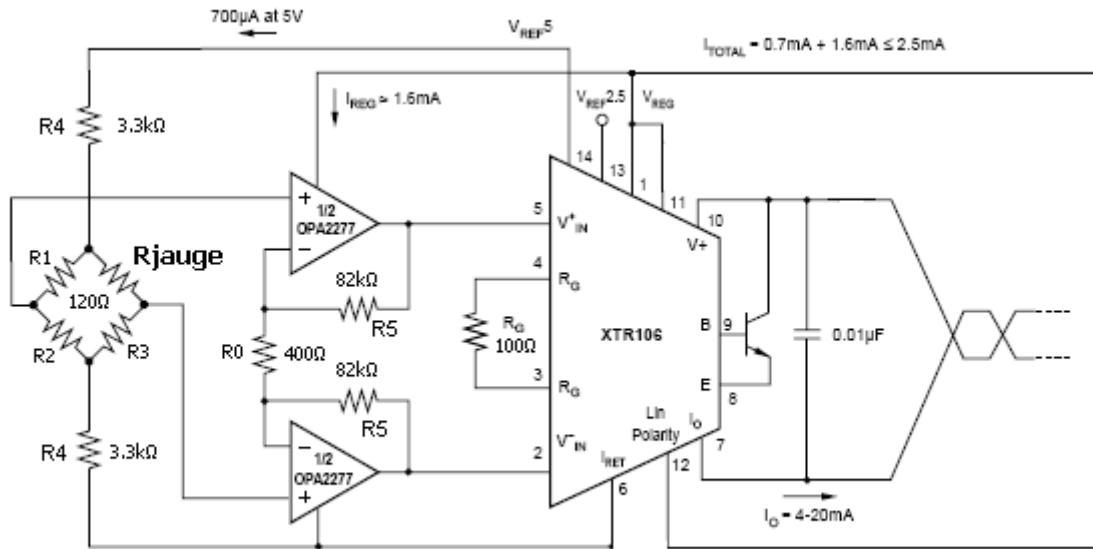 700µA at 5V
V_REF5
I_TOTAL = 0.7mA + 1.6mA ≤ 2.5mA
I_REG ≃ 1.6mA
V_REF2.5
V_REG
R4
3.3kΩ
14
13
1
11
10
+
1/2
OPA2277
−
5
V+IN
V+
R1
Rjauge
120Ω
R2
R3
82kΩ
R5
4
R_G
R0
400Ω
R_G
100Ω
XTR106
B
9
0.01µF
82kΩ
R5
3
R_G
E
8
R4
3.3kΩ
−
1/2
OPA2277
+
2
V−IN
Lin
Polarity
I_O
7
I_RET
12
6
I_O = 4-20mA